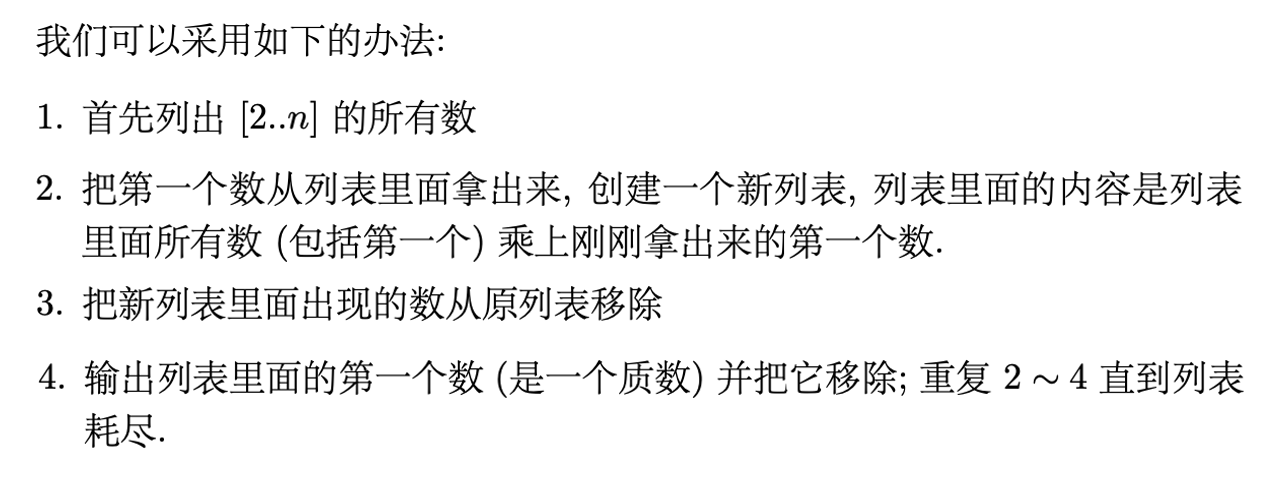 我们可以采用如下的办法:
1. 首先列出 [2..n] 的所有数
2. 把第一个数从列表里面拿出来, 创建一个新列表, 列表里面的内容是列表
里面所有数 (包括第一个) 乘上刚刚拿出来的第一个数.
3. 把新列表里面出现的数从原列表移除
4. 输出列表里面的第一个数 (是一个质数) 并把它移除; 重复 2 ∼ 4 直到列表
耗尽.